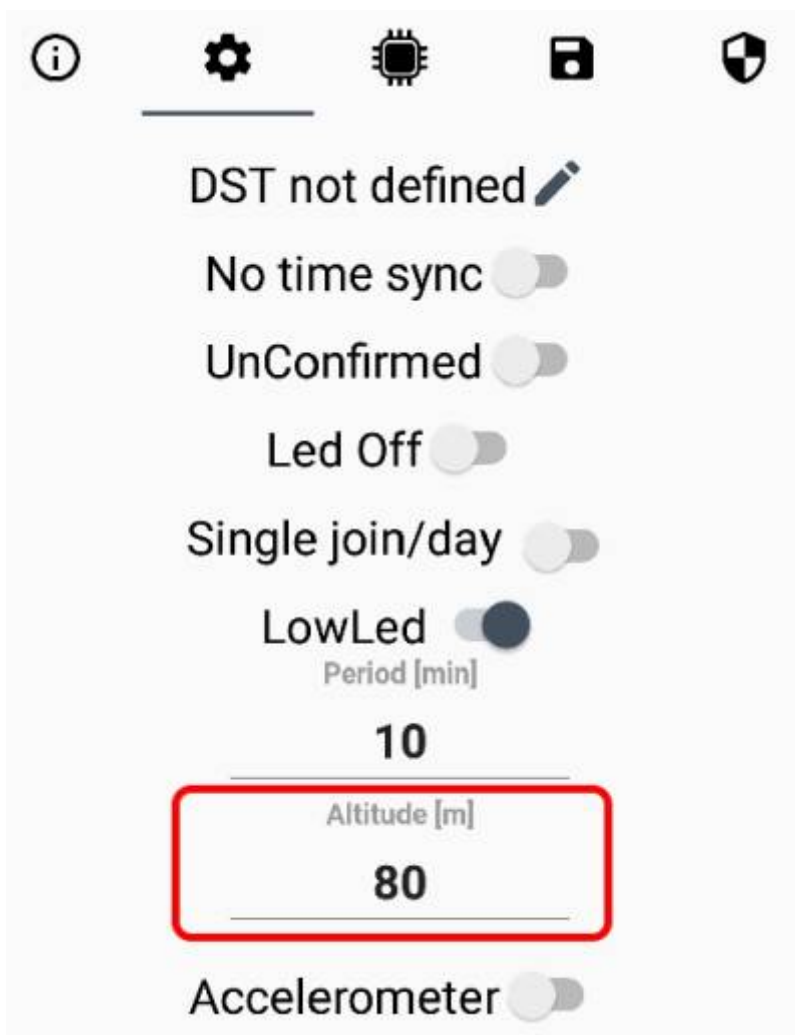 DST not defined
No time sync
UnConfirmed
Led Off
Single join/day
LowLed
Period [min]
10
Altitude [m]
80
Accelerometer